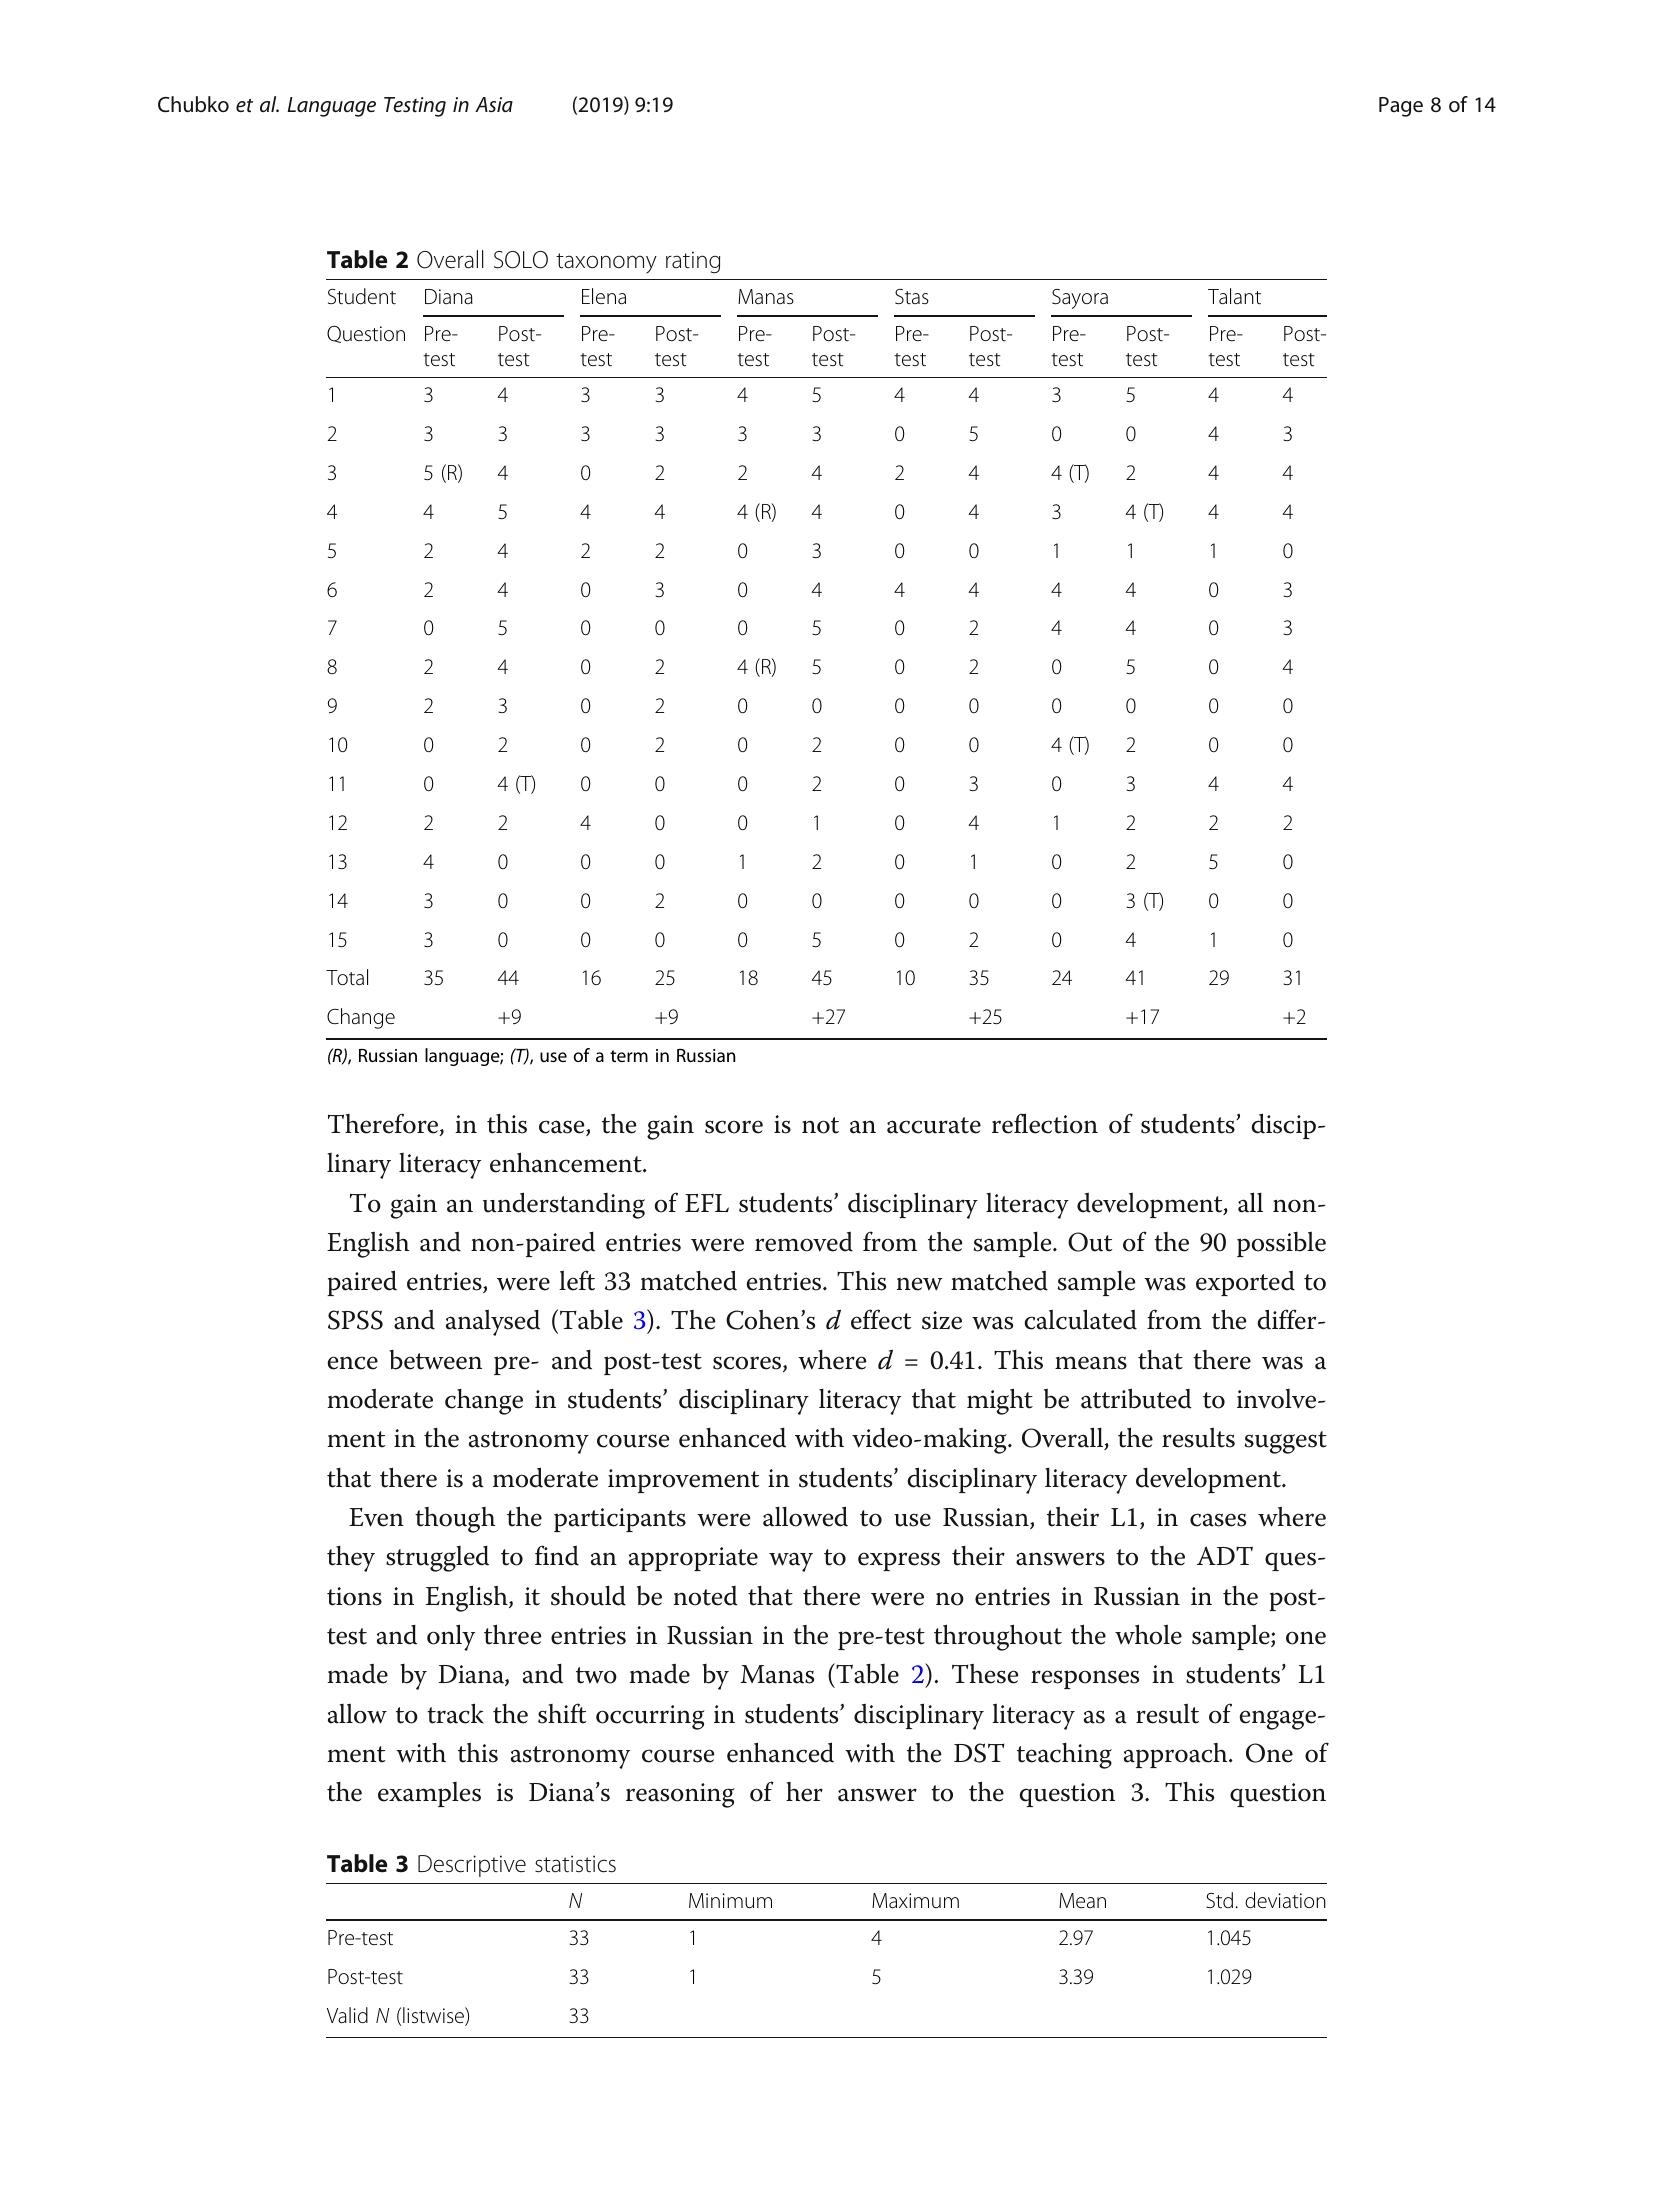 Chubko et al. Language Testing in Asia (2019) 9:19 Page 8 of 14
Table 2 Overall SOLO taxonomy rating
Student Diana Elena Manas Stas Sayora Talant
Question Pre- Post- Pre- Post- Pre- Post- Pre- Post- Pre- Post- Pre- Post-
test test test test test test test test test test test test
1 3 4 3 3 4 5 4 4 3 5 4 4
2 3 3 3 3 3 3 0 5 0 0 4 3
3 5 (R) 4 0 2 2 4 2 4 4 (T) 2 4 4
4 4 5 4 4 4 (R) 4 0 4 3 4 (T) 4 4
5 2 4 2 2 0 3 0 0 1 1 1 0
6 2 4 0 3 0 4 4 4 4 4 0 3
7 0 5 0 0 0 5 0 2 4 4 0 3
8 2 4 0 2 4 (R) 5 0 2 0 5 0 4
9 2 3 0 2 0 0 0 0 0 0 0 0
10 0 2 0 2 0 2 0 0 4 (T) 2 0 0
11 0 4 (T) 0 0 0 2 0 3 0 3 4 4
12 2 2 4 0 0 1 0 4 1 2 2 2
13 4 0 0 0 1 2 0 1 0 2 5 0
14 3 0 0 2 0 0 0 0 0 3 (T) 0 0
15 3 0 0 0 0 5 0 2 0 4 1 0
Total 35 44 16 25 18 45 10 35 24 41 29 31
Change +9 +9 +27 +25 +17 +2
(R), Russian language; (T), use of a term in Russian
Therefore, in this case, the gain score is not an accurate reflection of students’ discip-
linary literacy enhancement.
To gain an understanding of EFL students’ disciplinary literacy development, all non-
English and non-paired entries were removed from the sample. Out of the 90 possible
paired entries, were left 33 matched entries. This new matched sample was exported to
SPSS and analysed (Table 3). The Cohen’s d effect size was calculated from the differ-
ence between pre- and post-test scores, where d = 0.41. This means that there was a
moderate change in students’ disciplinary literacy that might be attributed to involve-
ment in the astronomy course enhanced with video-making. Overall, the results suggest
that there is a moderate improvement in students’ disciplinary literacy development.
Even though the participants were allowed to use Russian, their L1, in cases where
they struggled to find an appropriate way to express their answers to the ADT ques-
tions in English, it should be noted that there were no entries in Russian in the post-
test and only three entries in Russian in the pre-test throughout the whole sample; one
made by Diana, and two made by Manas (Table 2). These responses in students’ L1
allow to track the shift occurring in students’ disciplinary literacy as a result of engage-
ment with this astronomy course enhanced with the DST teaching approach. One of
the examples is Diana’s reasoning of her answer to the question 3. This question
Table 3 Descriptive statistics
N Minimum Maximum Mean Std. deviation
Pre-test 33 1 4 2.97 1.045
Post-test 33 1 5 3.39 1.029
Valid N (listwise) 33